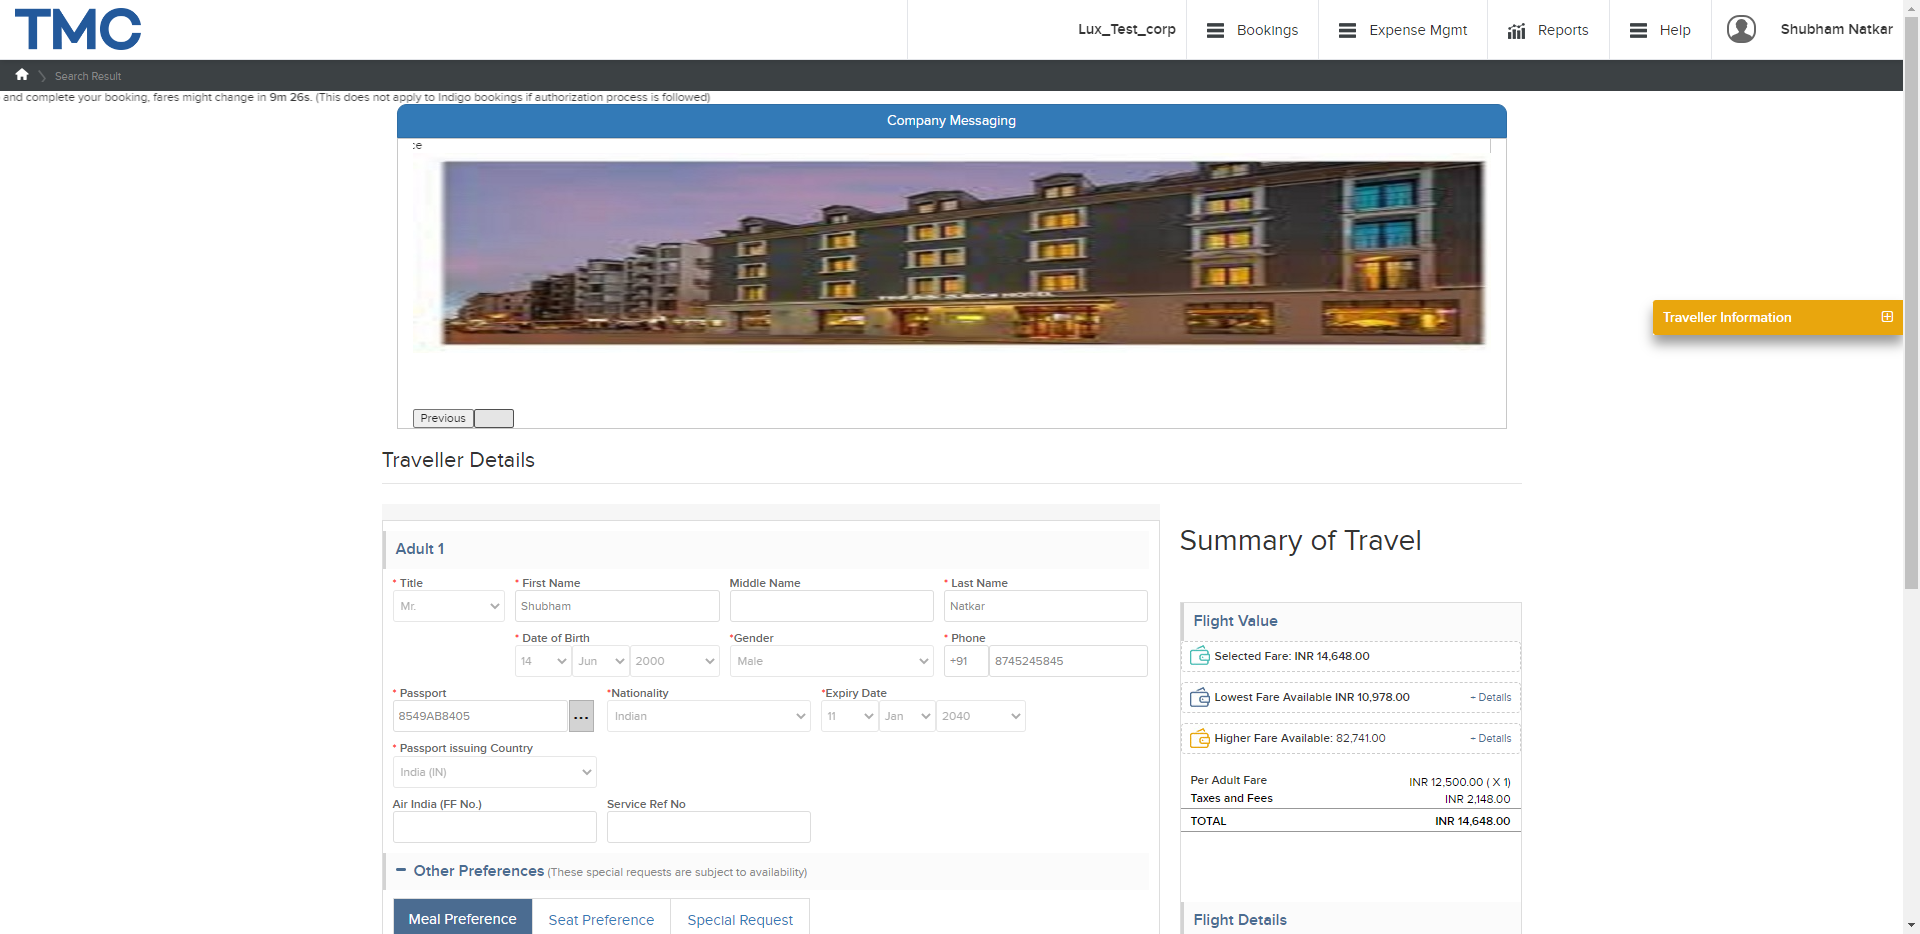 TMC
Lux_Test_corp
Bookings
Expense Mgmt
Reports
Help
Shubham Natkar
Search Result
and complete your booking, fares might change in 9m 26s. (This does not apply to Indigo bookings if authorization process is followed)
Company Messaging
Traveller Information
Previous
Traveller Details
Adult 1
* Title
* First Name
Middle Name
* Last Name
Mr.
Shubham
Natkar
* Date of Birth
*Gender
* Phone
14
Jun
2000
Male
+91
8745245845
* Passport
*Nationality
*Expiry Date
8549AB8405
...
Indian
11
Jan
2040
* Passport issuing Country
India (IN)
Air India (FF No.)
Service Ref No
Other Preferences (These special requests are subject to availability)
Meal Preference
Seat Preference
Special Request
Summary of Travel
Flight Value
Selected Fare: INR 14,648.00
Lowest Fare Available INR 10,978.00
+ Details
Higher Fare Available: 82,741.00
+ Details
Per Adult Fare
INR 12,500.00 ( X 1)
Taxes and Fees
INR 2,148.00
TOTAL
INR 14,648.00
Flight Details